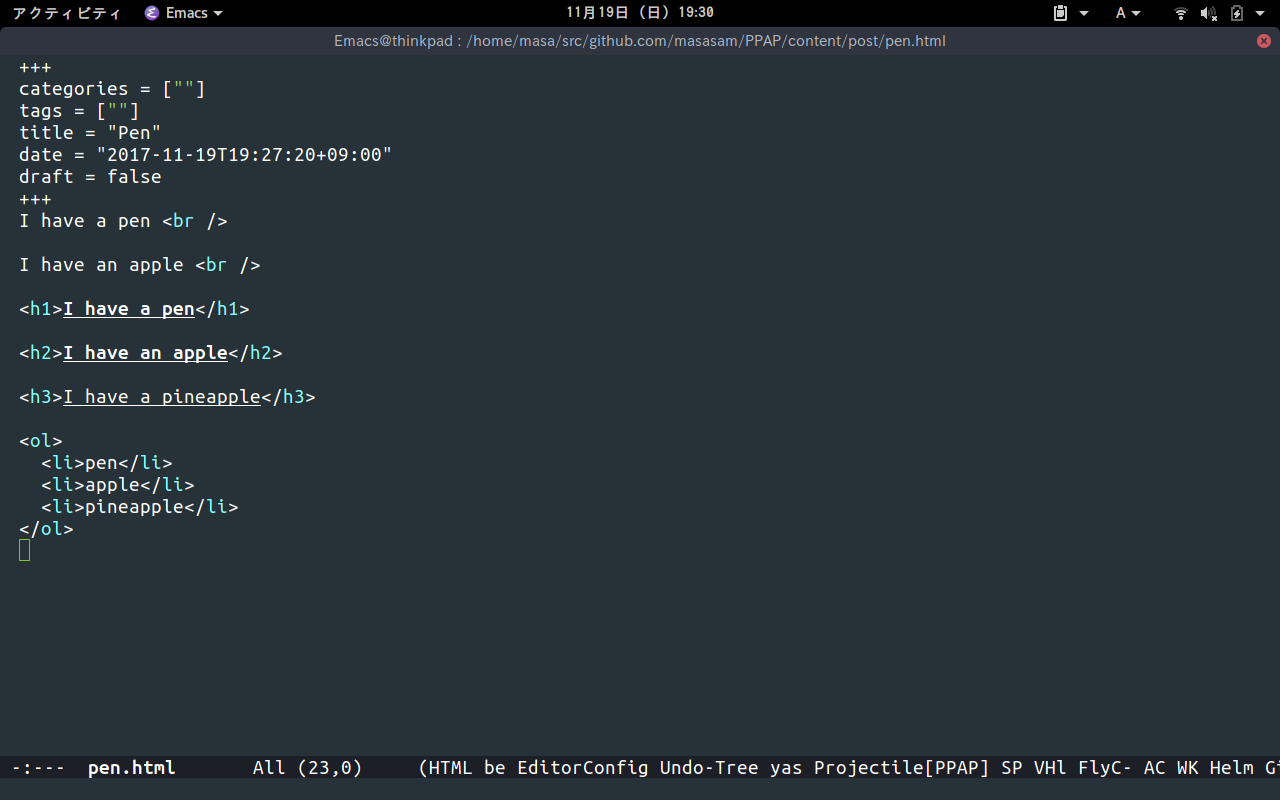 アクティビティ Emacs 11月19日 (日) 19:30 A
Emacs@thinkpad : /home/masa/src/github.com/masasam/PPAP/content/post/pen.html
+++
categories = [""]
tags = [""]
title = "Pen"
date = "2017-11-19T19:27:20+09:00"
draft = false
+++
I have a pen <br />
I have an apple <br />
<h1>I have a pen</h1>
<h2>I have an apple</h2>
<h3>I have a pineapple</h3>
<ol>
  <li>pen</li>
  <li>apple</li>
  <li>pineapple</li>
</ol>
-:---  pen.html       All (23,0)     (HTML be EditorConfig Undo-Tree yas Projectile[PPAP] SP VHl FlyC- AC WK Helm Gi